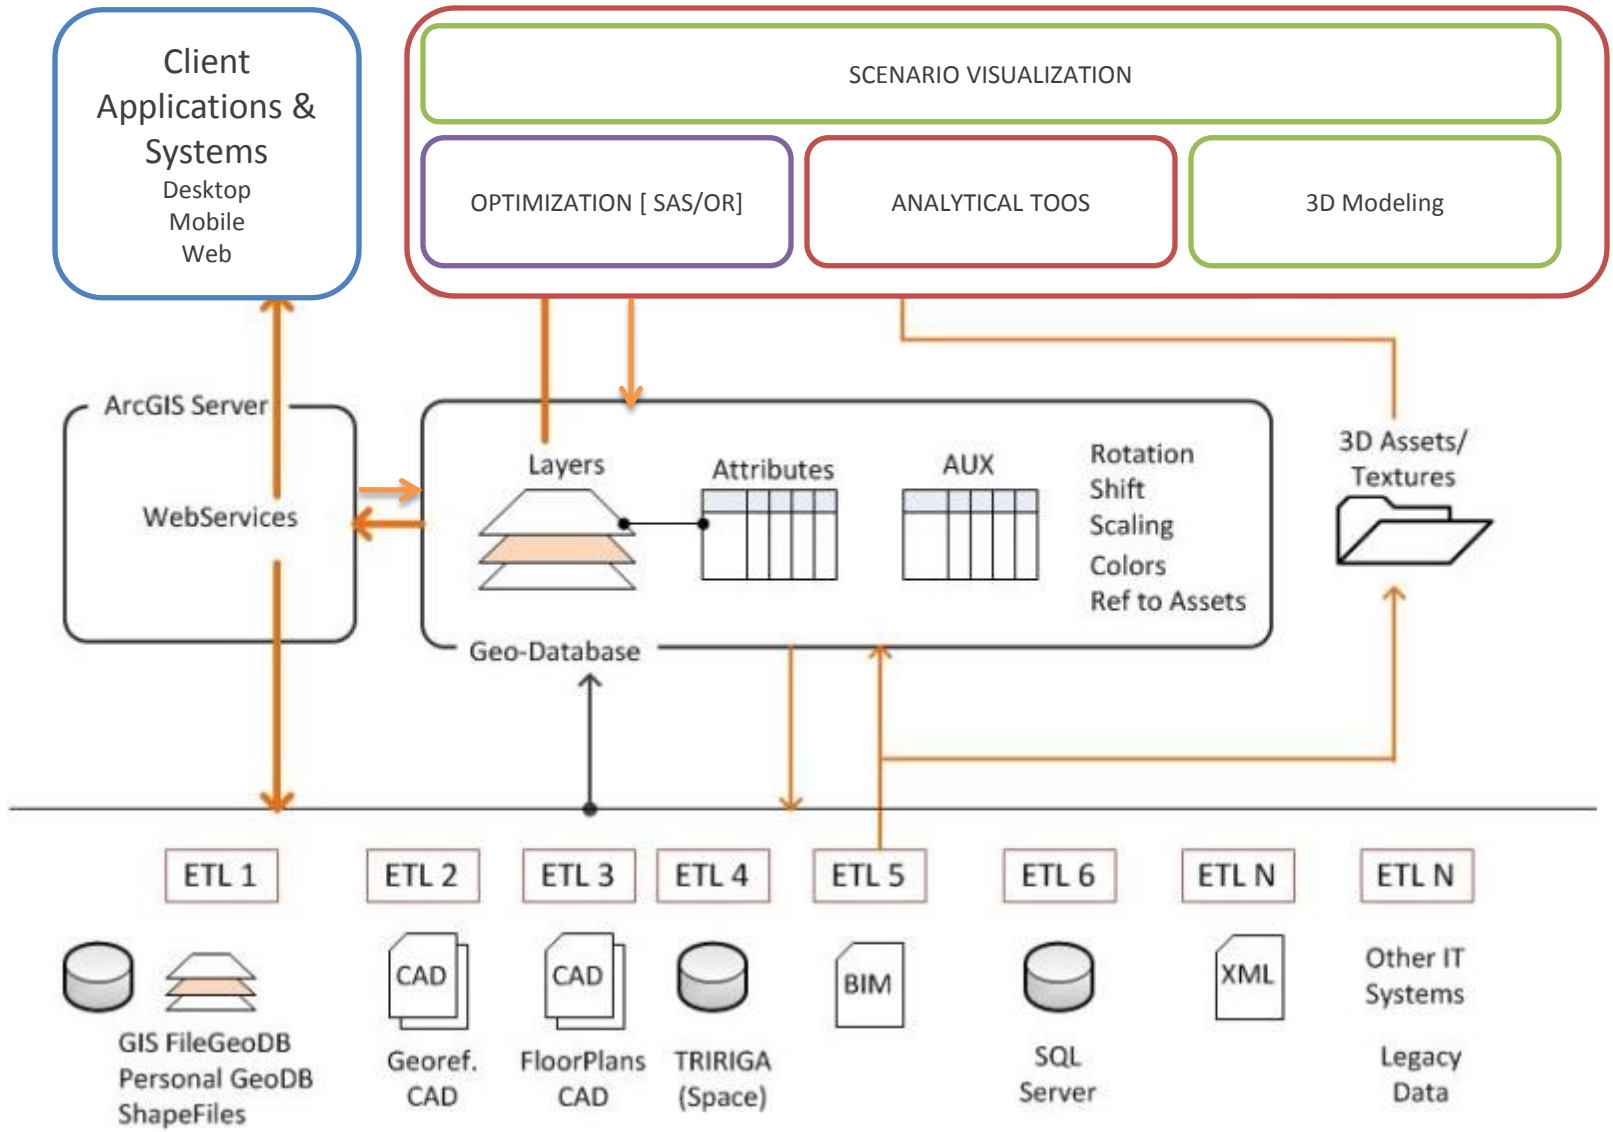 Client
Applications &
Systems
Desktop
Mobile
Web
SCENARIO VISUALIZATION
OPTIMIZATION [ SAS/OR]
ANALYTICAL TOOS
3D Modeling
ArcGIS Server
WebServices
Layers
Attributes
AUX
Rotation
Shift
Scaling
Colors
Ref to Assets
Geo-Database
3D Assets/
Textures
ETL 1
ETL 2
ETL 3
ETL 4
ETL 5
ETL 6
ETL N
ETL N
GIS FileGeoDB
Personal GeoDB
ShapeFiles
CAD
Georef.
CAD
CAD
FloorPlans
CAD
TRIRIGA
(Space)
BIM
SQL
Server
XML
Other IT
Systems
Legacy
Data